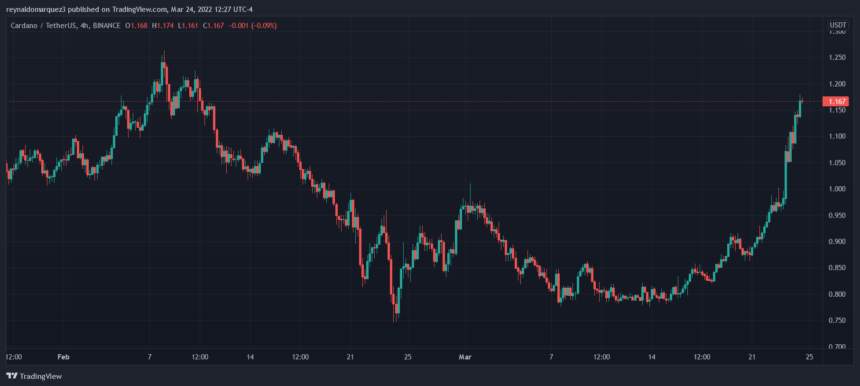 reynaldomarquez3 published on TradingView.com, Mar 24, 2022 12:27 UTC-4
Cardano / TetherUS, 4h, BINANCE O1.168 H1.174 L1.161 C1.167 -0.001 (-0.09%)
USDT
1.300
1.250
1.200
1.167
1.150
1.100
1.050
1.000
0.950
0.900
0.850
0.800
0.750
0.700
12:00 Feb 7 12:00 14 12:00 21 25 Mar 7 12:00 14 12:00 21 25
TradingView